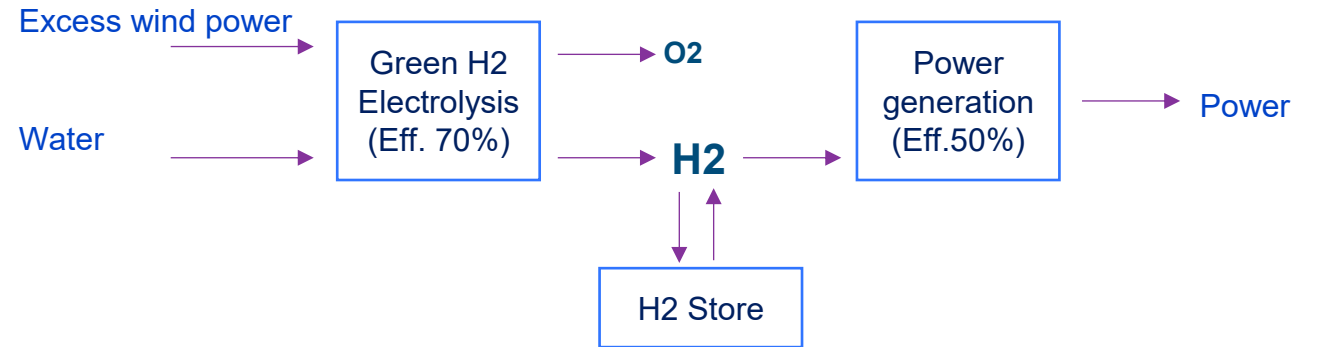 Excess wind power
Water
Green H2
Electrolysis
(Eff. 70%)
O2
H2
H2 Store
Power
generation
(Eff.50%)
Power